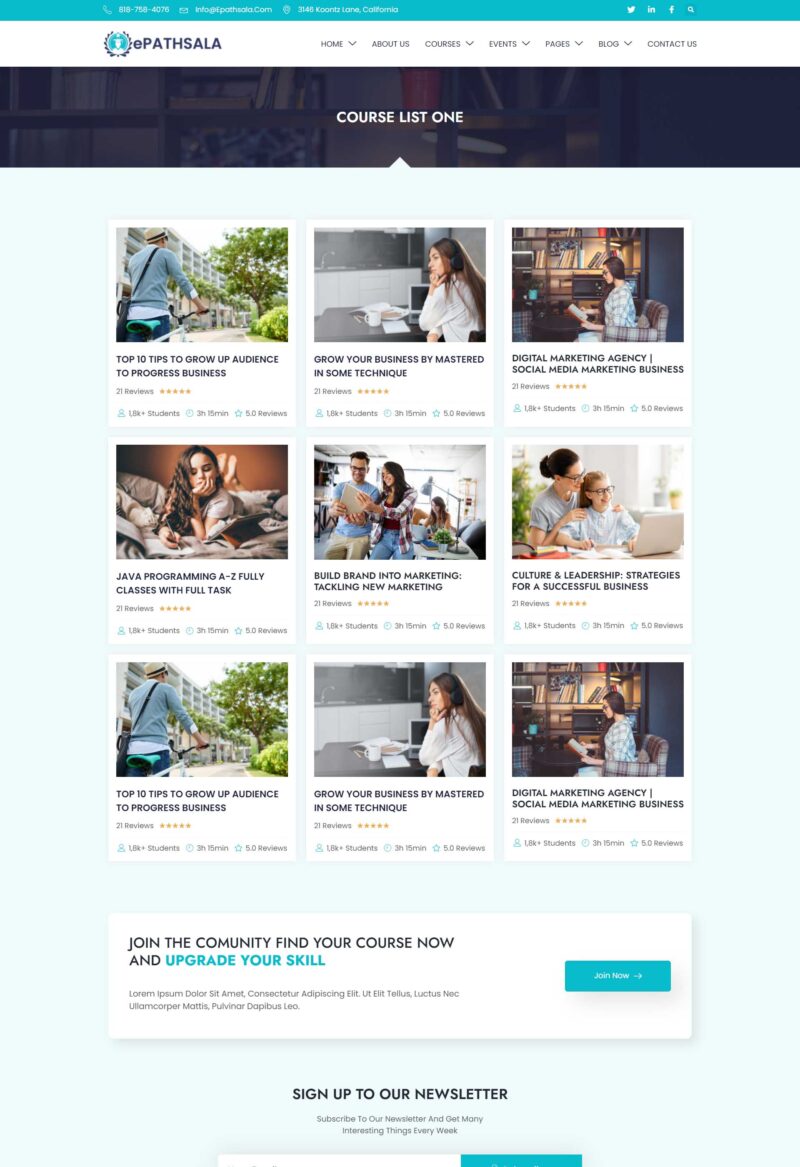 818-758-4076 Info@Epathsala.Com 3146 Koontz Lane, California
ePATHSALA HOME ABOUT US COURSES EVENTS PAGES BLOG CONTACT US
COURSE LIST ONE
TOP 10 TIPS TO GROW UP AUDIENCE
TO PROGRESS BUSINESS
21 Reviews
1,8k+ Students 3h 15min 5.0 Reviews
GROW YOUR BUSINESS BY MASTERED
IN SOME TECHNIQUE
21 Reviews
1,8k+ Students 3h 15min 5.0 Reviews
DIGITAL MARKETING AGENCY |
SOCIAL MEDIA MARKETING BUSINESS
21 Reviews
1,8k+ Students 3h 15min 5.0 Reviews
JAVA PROGRAMMING A-Z FULLY
CLASSES WITH FULL TASK
21 Reviews
1,8k+ Students 3h 15min 5.0 Reviews
BUILD BRAND INTO MARKETING:
TACKLING NEW MARKETING
21 Reviews
1,8k+ Students 3h 15min 5.0 Reviews
CULTURE & LEADERSHIP: STRATEGIES
FOR A SUCCESSFUL BUSINESS
21 Reviews
1,8k+ Students 3h 15min 5.0 Reviews
TOP 10 TIPS TO GROW UP AUDIENCE
TO PROGRESS BUSINESS
21 Reviews
1,8k+ Students 3h 15min 5.0 Reviews
GROW YOUR BUSINESS BY MASTERED
IN SOME TECHNIQUE
21 Reviews
1,8k+ Students 3h 15min 5.0 Reviews
DIGITAL MARKETING AGENCY |
SOCIAL MEDIA MARKETING BUSINESS
21 Reviews
1,8k+ Students 3h 15min 5.0 Reviews
JOIN THE COMUNITY FIND YOUR COURSE NOW
AND UPGRADE YOUR SKILL
Lorem Ipsum Dolor Sit Amet, Consectetur Adipiscing Elit. Ut Elit Tellus, Luctus Nec
Ullamcorper Mattis, Pulvinar Dapibus Leo.
Join Now
SIGN UP TO OUR NEWSLETTER
Subscribe To Our Newsletter And Get Many
Interesting Things Every Week